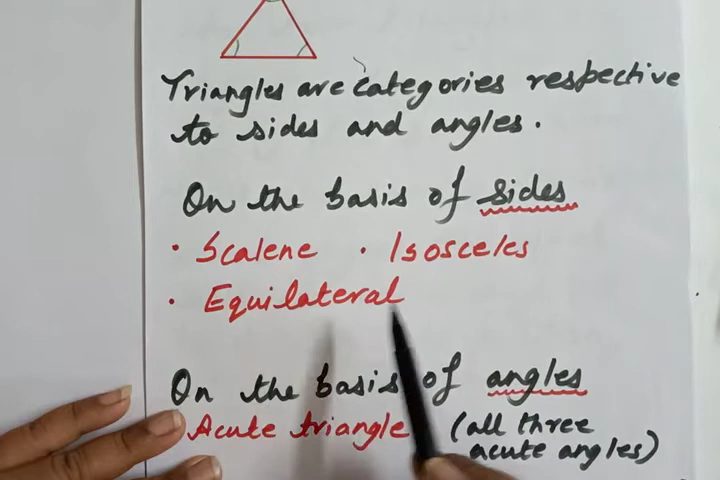 Triangles are categories respective
to sides and angles.
On the basis of sides
• Scalene • Isosceles
• Equilateral
On the basis of angles
Acute triangle (all three
acute angles)